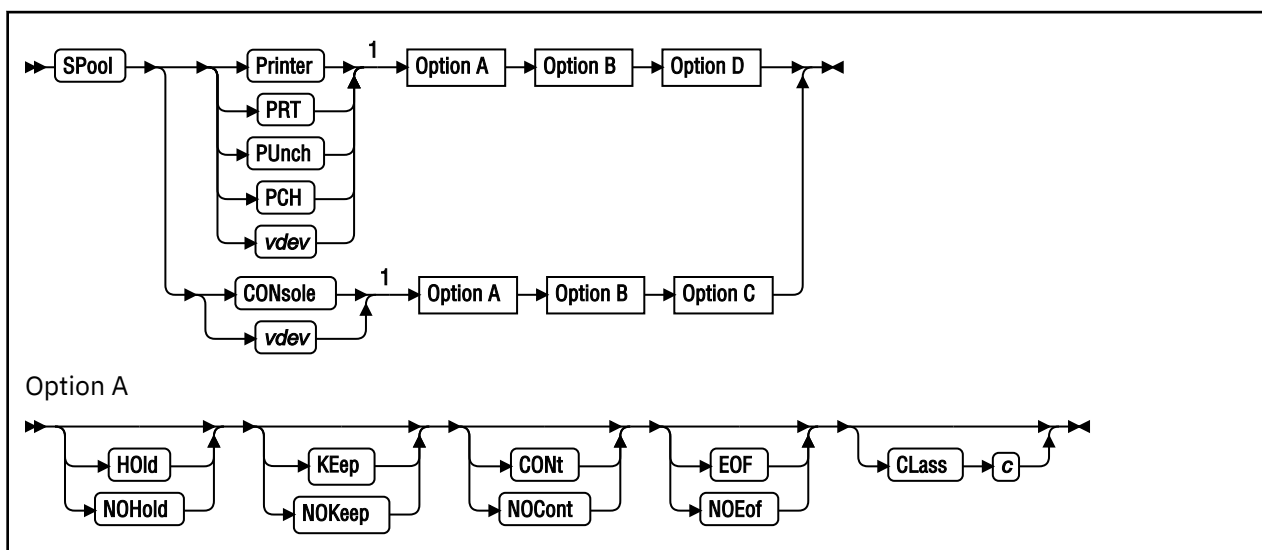 1
SPool Printer Option A Option B Option D
PRT
PUnch
PCH
vdev
1
CONsole Option A Option B Option C
vdev
Option A
HOld KEep CONt EOF CLass c
NOHold NOKeep NOCont NOEof